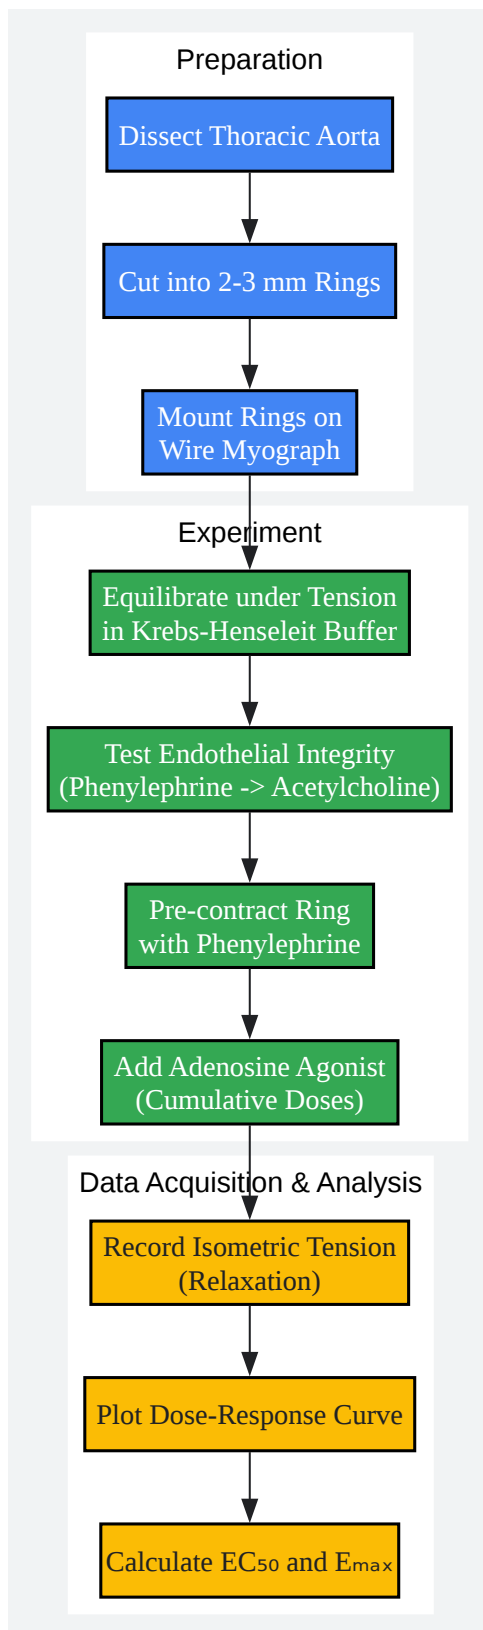 Preparation
Dissect Thoracic Aorta
Cut into 2-3 mm Rings
Mount Rings on
Wire Myograph
Experiment
Equilibrate under Tension
in Krebs-Henseleit Buffer
Test Endothelial Integrity
(Phenylephrine -> Acetylcholine)
Pre-contract Ring
with Phenylephrine
Add Adenosine Agonist
(Cumulative Doses)
Data Acquisition & Analysis
Record Isometric Tension
(Relaxation)
Plot Dose-Response Curve
Calculate EC₅₀ and Eₘₐₓ